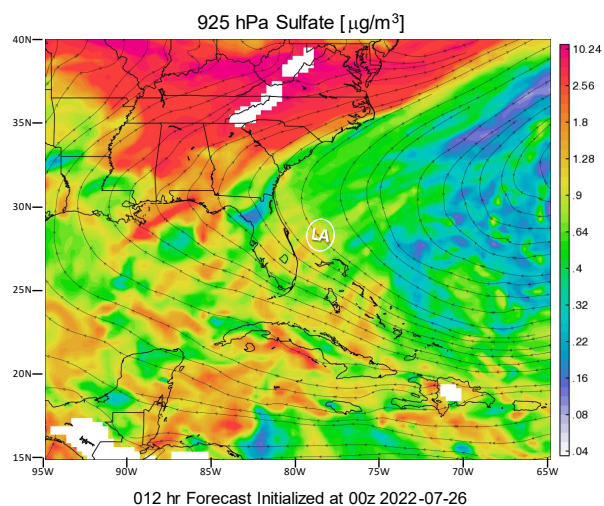 925 hPa Sulfate [μg/m³]
40N
35N
30N
25N
20N
15N
95W 90W 85W 80W 75W 70W 65W
LA
10.24
2.56
1.8
1.28
.9
.64
.4
.32
.22
.16
.08
.04
012 hr Forecast Initialized at 00z 2022-07-26